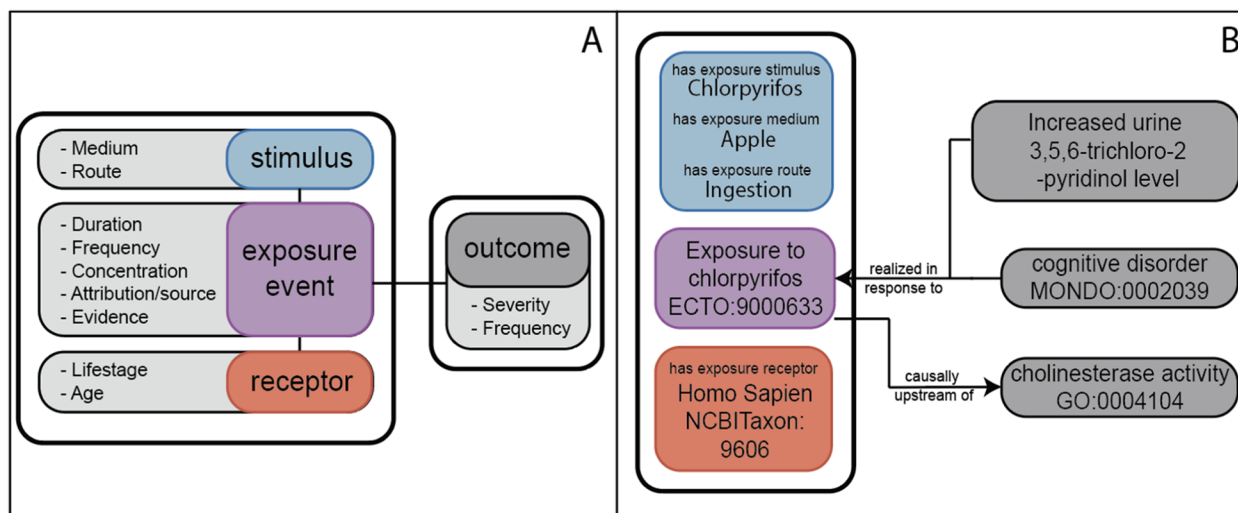 A
- Medium
- Route
stimulus
- Duration
- Frequency
- Concentration
- Attribution/source
- Evidence
exposure
event
- Lifestage
- Age
receptor
outcome
- Severity
- Frequency
B
has exposure stimulus
Chlorpyrifos
has exposure medium
Apple
has exposure route
Ingestion
Exposure to
chlorpyrifos
ECTO:9000633
has exposure receptor
Homo Sapien
NCBITaxon:
9606
realized in
response to
causally
upstream of
Increased urine
3,5,6-trichloro-2
-pyridinol level
cognitive disorder
MONDO:0002039
cholinesterase activity
GO:0004104